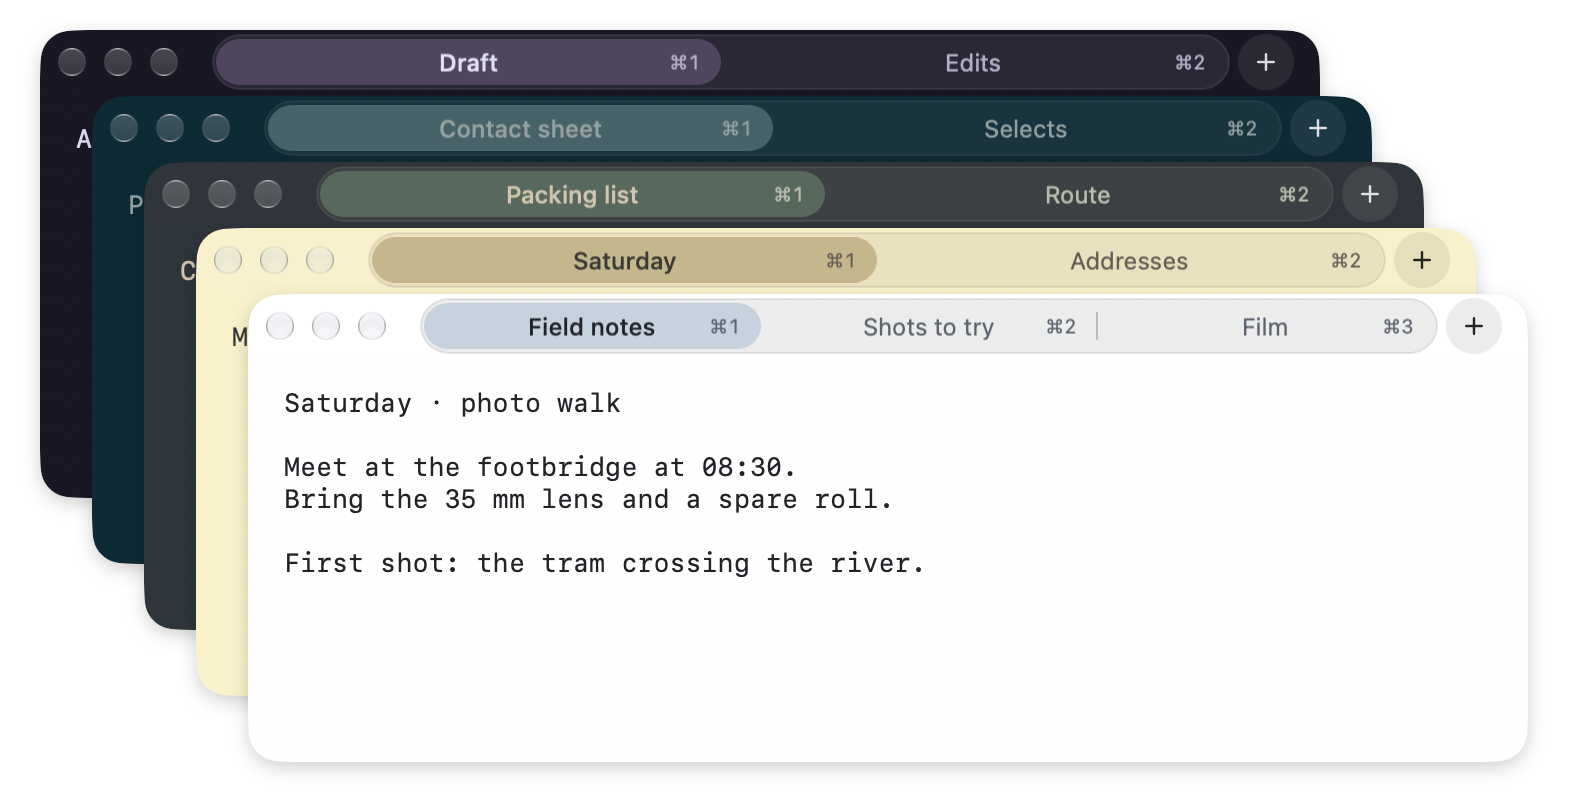 Draft ⌘1 Edits ⌘2 +
A
Contact sheet ⌘1 Selects ⌘2 +
P
Packing list ⌘1 Route ⌘2 +
C
Saturday ⌘1 Addresses ⌘2 +
M
Field notes ⌘1 Shots to try ⌘2 Film ⌘3 +
Saturday · photo walk
Meet at the footbridge at 08:30.
Bring the 35 mm lens and a spare roll.
First shot: the tram crossing the river.